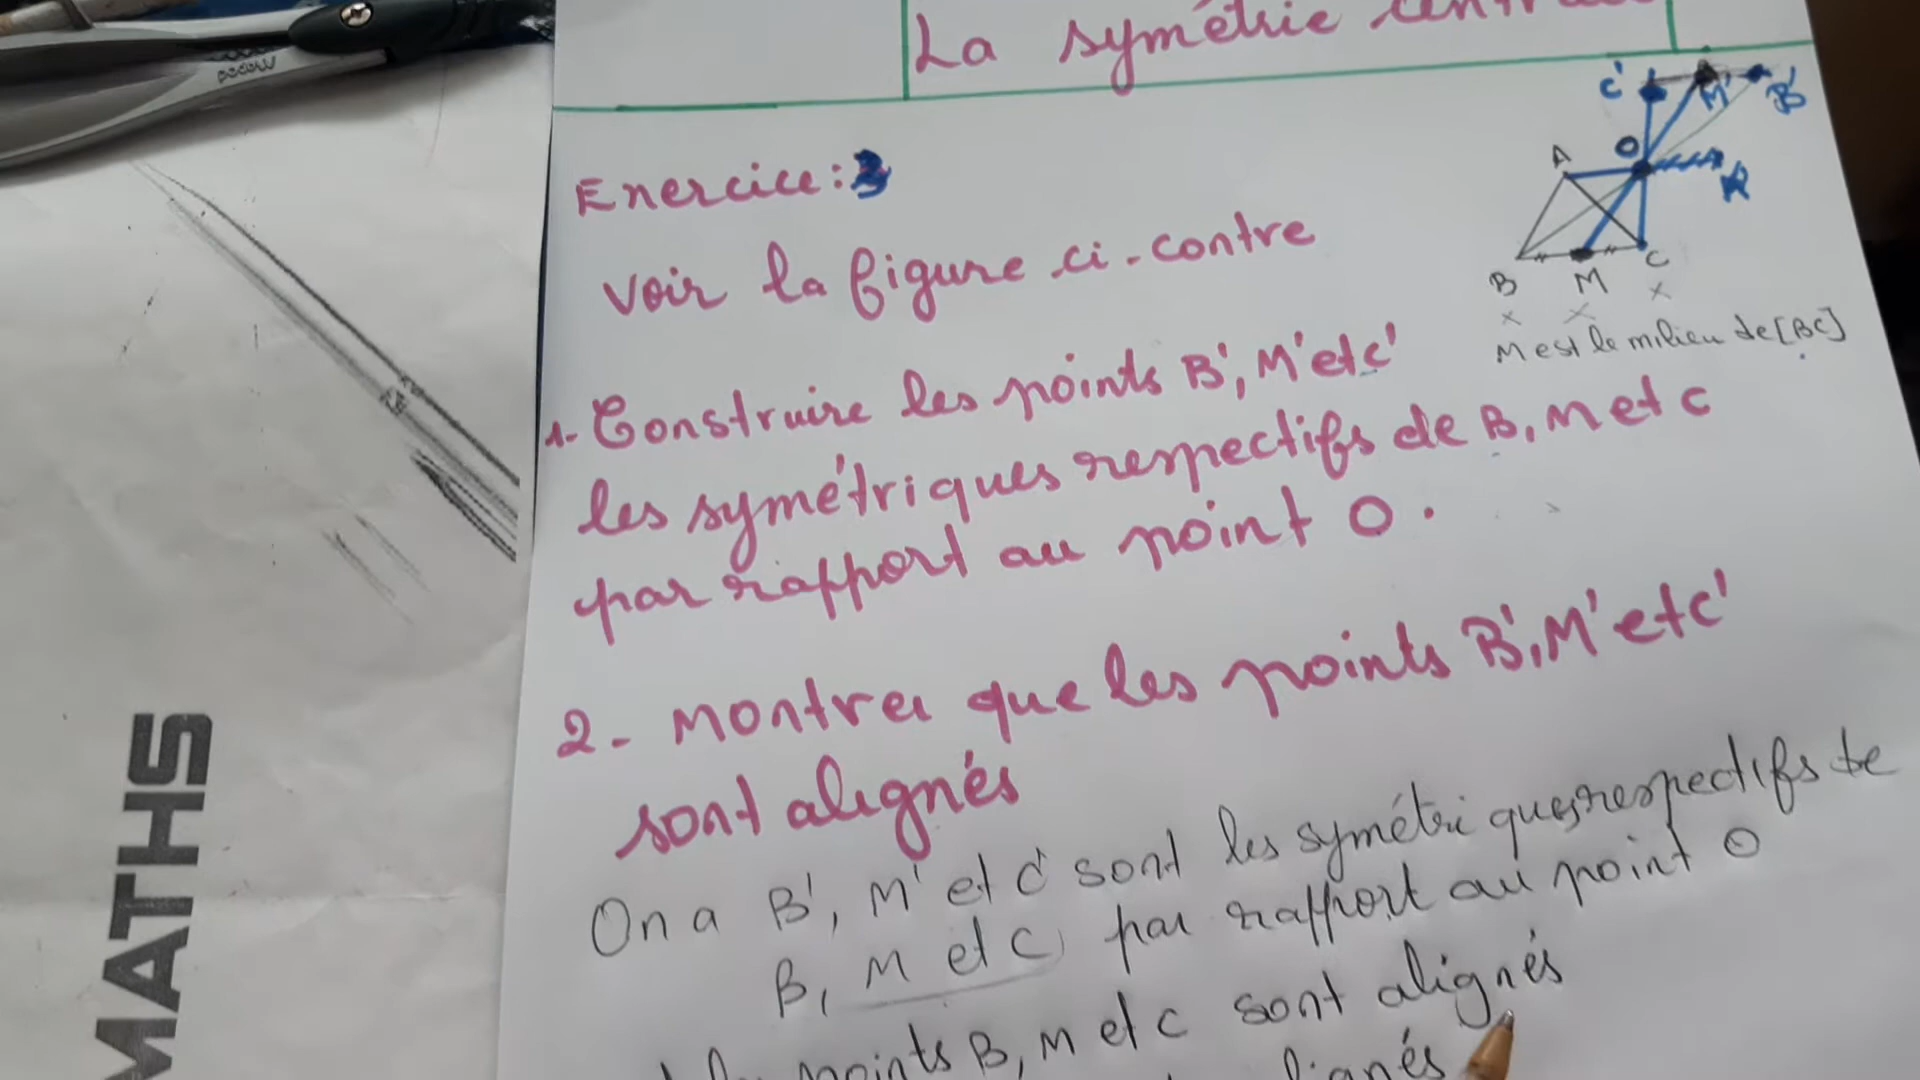 La symétrie
Enercice: 3
voir la figure ci-contre
1- Construire les points B', M' et C'
les symétriques respectifs de B, M et C
par rapport au point O.
2- Montrer que les points B', M' et C'
sont alignés
On a B', M' et C' sont les symétriques respectifs de
B, M et C par rapport au point O
points B, M et C sont alignés
C' M' B'
A O
B M C
M est le milieu de [BC]
Maped
MATHS